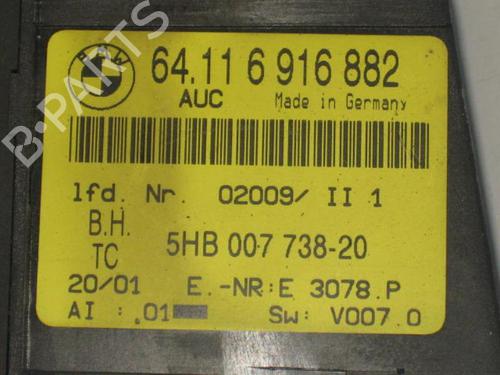 BMW
64.11 6 916 882
AUC Made in Germany
lfd. Nr. 02009/ II 1
B.H.
TC 5HB 007 738-20
20/01 E.-NR:E 3078.P
AI : .01 Sw: V007.0
B-PARTS